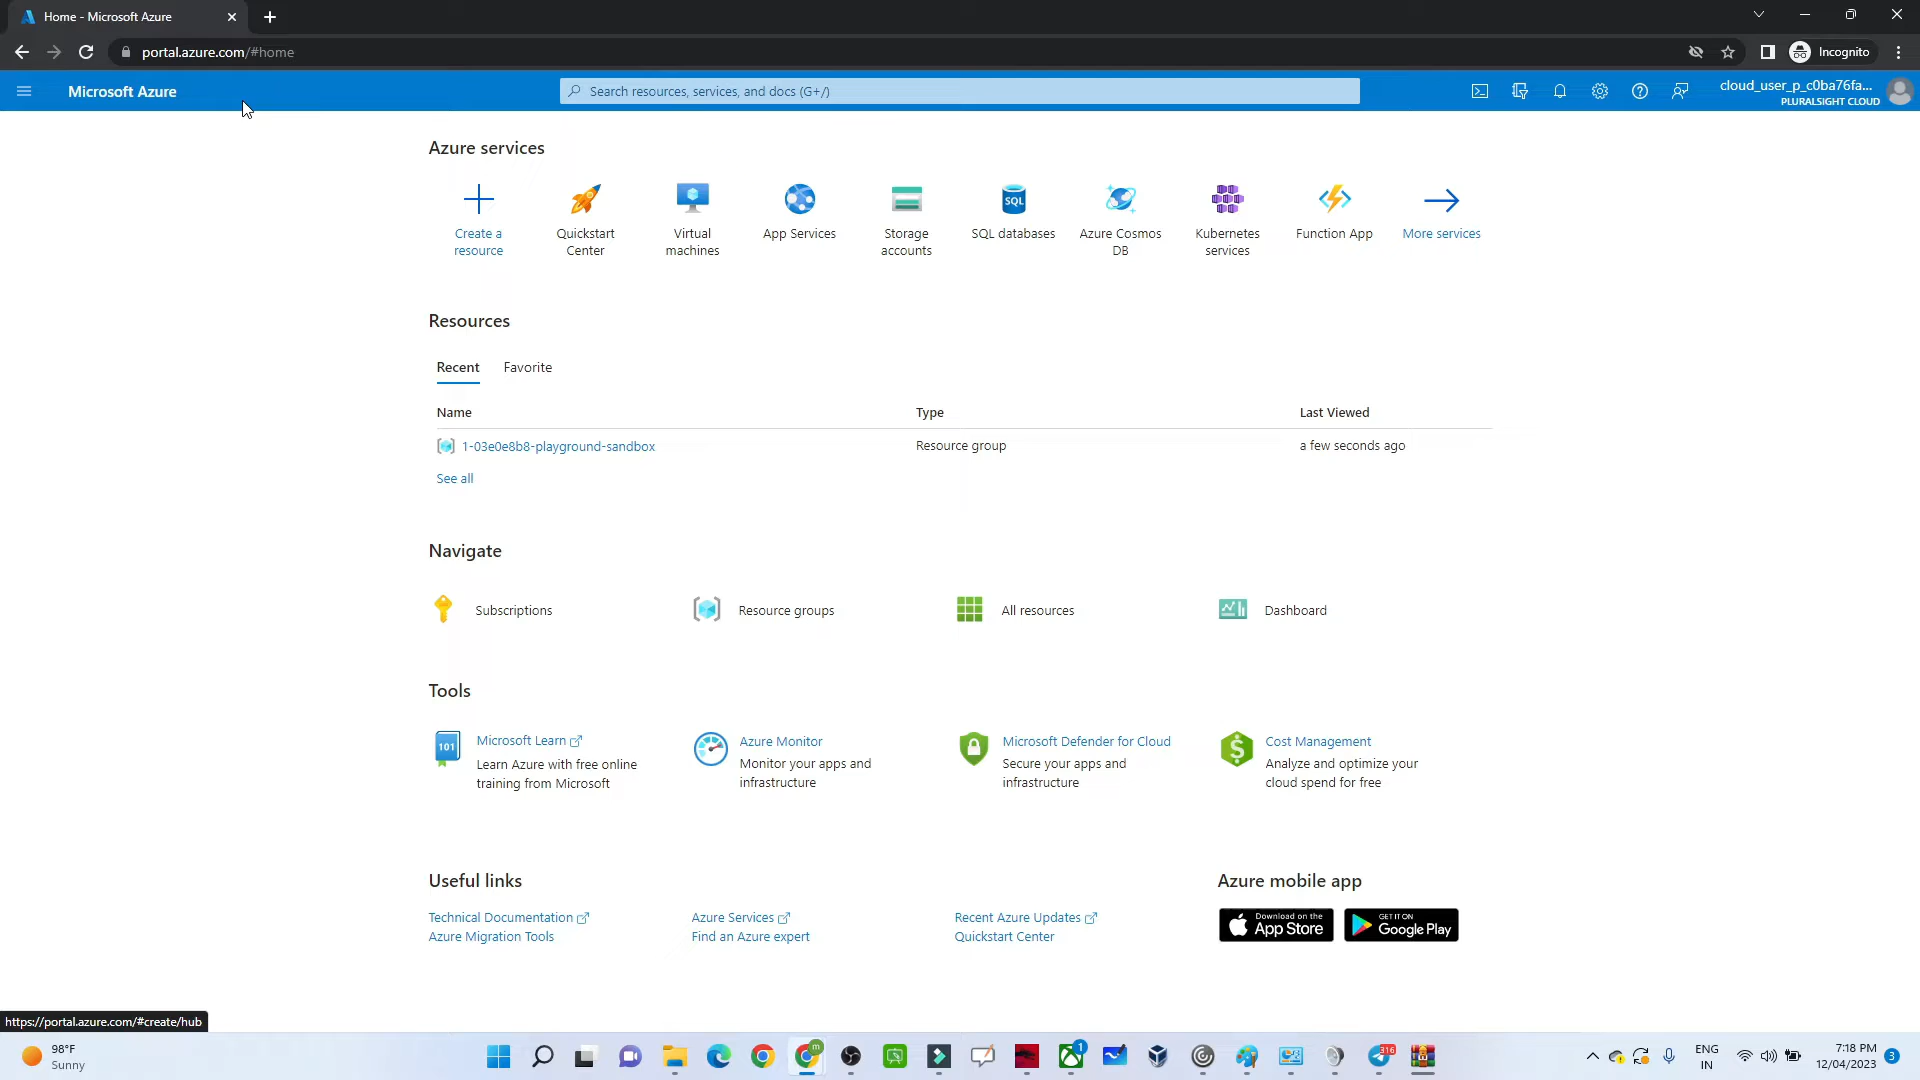 Home - Microsoft Azure
portal.azure.com/#home
Incognito
Microsoft Azure
Search resources, services, and docs (G+/)
cloud_user_p_c0ba76fa...
PLURALSIGHT CLOUD
Azure services
Create a
resource
Quickstart
Center
Virtual
machines
App Services
Storage
accounts
SQL
SQL databases
Azure Cosmos
DB
Kubernetes
services
Function App
More services
Resources
Recent
Favorite
Name
Type
Last Viewed
1-03e0e8b8-playground-sandbox
Resource group
a few seconds ago
See all
Navigate
Subscriptions
Resource groups
All resources
Dashboard
Tools
101
Microsoft Learn
Learn Azure with free online
training from Microsoft
Azure Monitor
Monitor your apps and
infrastructure
Microsoft Defender for Cloud
Secure your apps and
infrastructure
$
Cost Management
Analyze and optimize your
cloud spend for free
Useful links
Azure mobile app
Technical Documentation
Azure Services
Recent Azure Updates
Download on the
App Store
GET IT ON
Google Play
Azure Migration Tools
Find an Azure expert
Quickstart Center
https://portal.azure.com/#create/hub
98°F
Sunny
m
1
316
ENG
IN
7:18 PM
12/04/2023
3